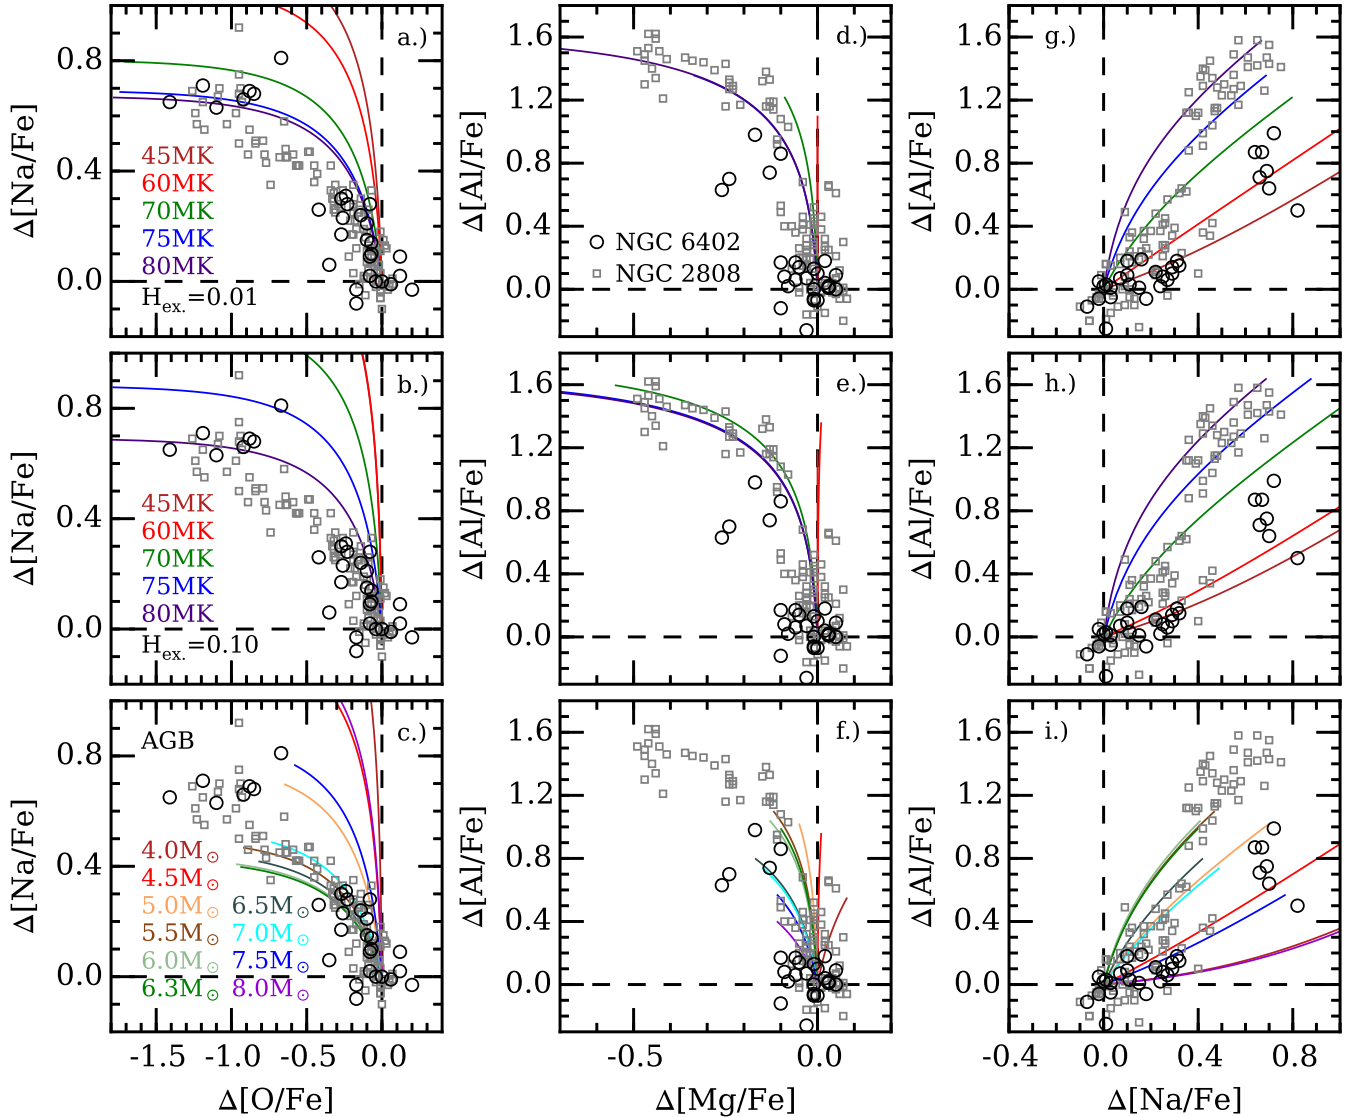 a.)
0.8
0.4
0.0
Δ[Na/Fe]
45MK
60MK
70MK
75MK
80MK
Hex.=0.01
d.)
1.6
1.2
0.8
0.4
0.0
Δ[Al/Fe]
NGC 6402
NGC 2808
g.)
1.6
1.2
0.8
0.4
0.0
Δ[Al/Fe]
b.)
0.8
0.4
0.0
Δ[Na/Fe]
45MK
60MK
70MK
75MK
80MK
Hex.=0.10
e.)
1.6
1.2
0.8
0.4
0.0
Δ[Al/Fe]
h.)
1.6
1.2
0.8
0.4
0.0
Δ[Al/Fe]
AGB
c.)
0.8
0.4
0.0
Δ[Na/Fe]
4.0M⊙
4.5M⊙
5.0M⊙ 6.5M⊙
5.5M⊙ 7.0M⊙
6.0M⊙ 7.5M⊙
6.3M⊙ 8.0M⊙
-1.5 -1.0 -0.5 0.0
Δ[O/Fe]
f.)
1.6
1.2
0.8
0.4
0.0
Δ[Al/Fe]
-0.5 0.0
Δ[Mg/Fe]
i.)
1.6
1.2
0.8
0.4
0.0
Δ[Al/Fe]
-0.4 0.0 0.4 0.8
Δ[Na/Fe]